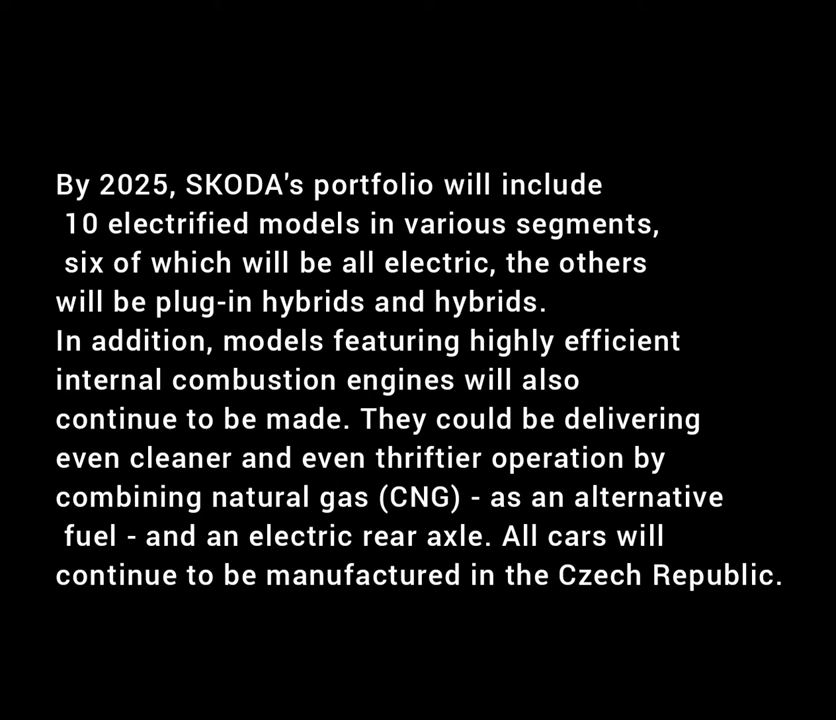 By 2025, SKODA's portfolio will include
10 electrified models in various segments,
six of which will be all electric, the others
will be plug-in hybrids and hybrids.
In addition, models featuring highly efficient
internal combustion engines will also
continue to be made. They could be delivering
even cleaner and even thriftier operation by
combining natural gas (CNG) - as an alternative
fuel - and an electric rear axle. All cars will
continue to be manufactured in the Czech Republic.